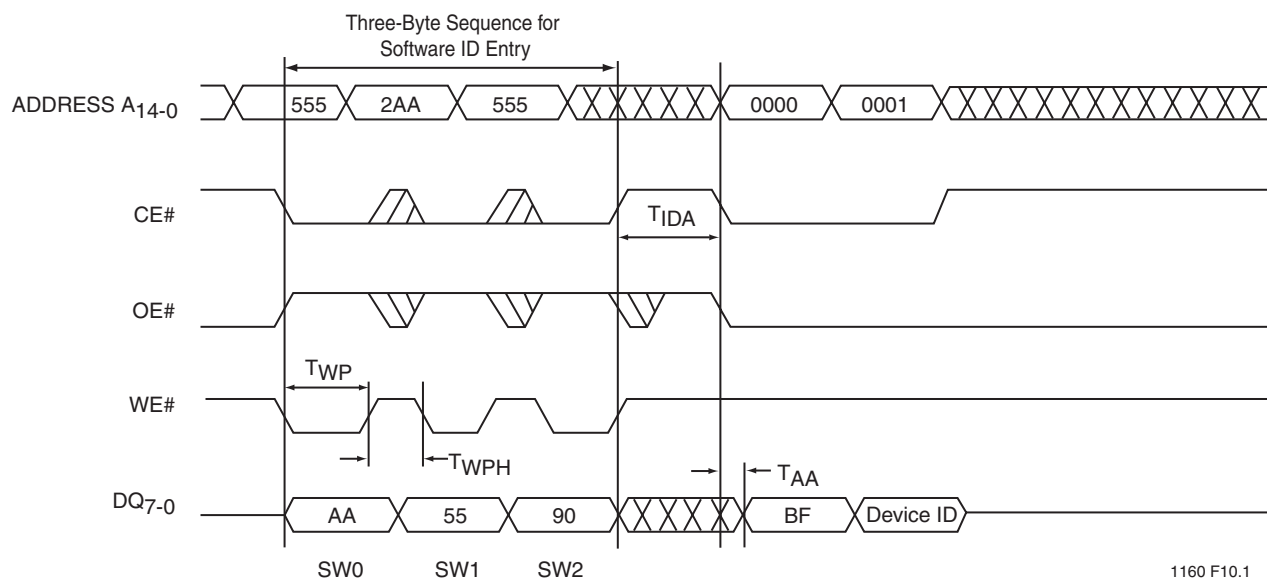 Three-Byte Sequence for
Software ID Entry
ADDRESS A14-0
555 2AA 555 0000 0001
CE#
TIDA
OE#
TWP
WE#
TWPH
TAA
DQ7-0
AA 55 90 BF Device ID
SW0 SW1 SW2
1160 F10.1